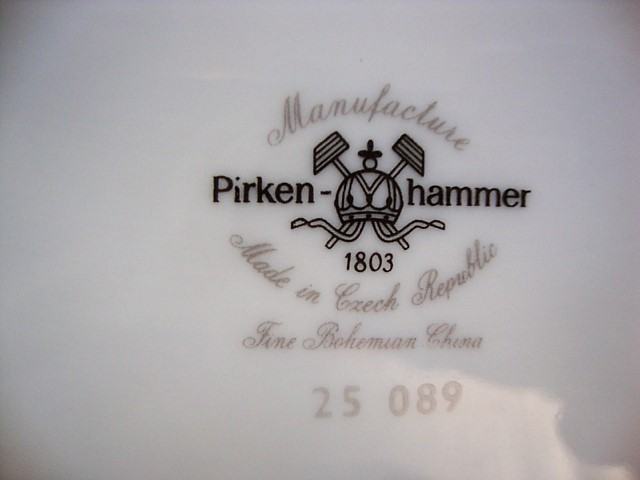 Manufacture
Pirken-hammer
1803
Made in Czech Republic
Fine Bohemian China
25 089